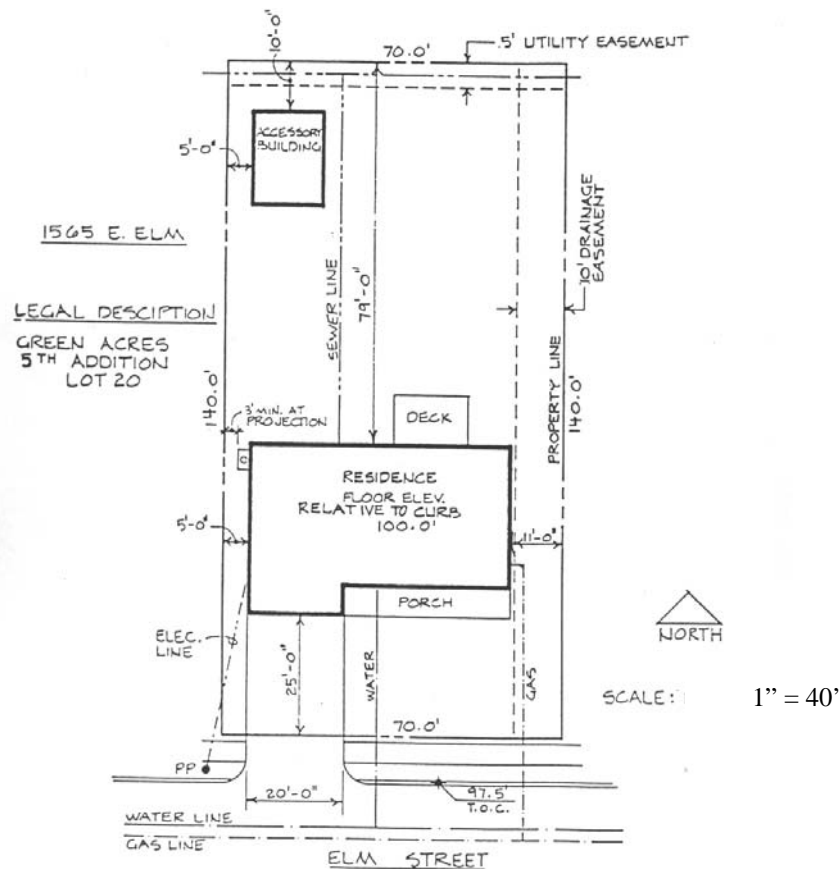 10'-0"
70.0'
.5' UTILITY EASEMENT
ACCESSORY
BUILDING
5'-0"
10' DRAINAGE
EASEMENT
1565 E. ELM
SEWER LINE
79'-0"
LEGAL DESCIPTION
GREEN ACRES
5TH ADDITION
LOT 20
140.0'
PROPERTY LINE
140.0'
3' MIN. AT
PROJECTION
DECK
C
RESIDENCE
FLOOR ELEV.
RELATIVE TO CURB
100.0'
5'-0"
11'-0"
PORCH
NORTH
ELEC.
LINE
25'-0"
WATER
GAS
SCALE: 1” = 40’
70.0'
PP
20'-0"
97.5'
T.O.C.
WATER LINE
GAS LINE
ELM STREET